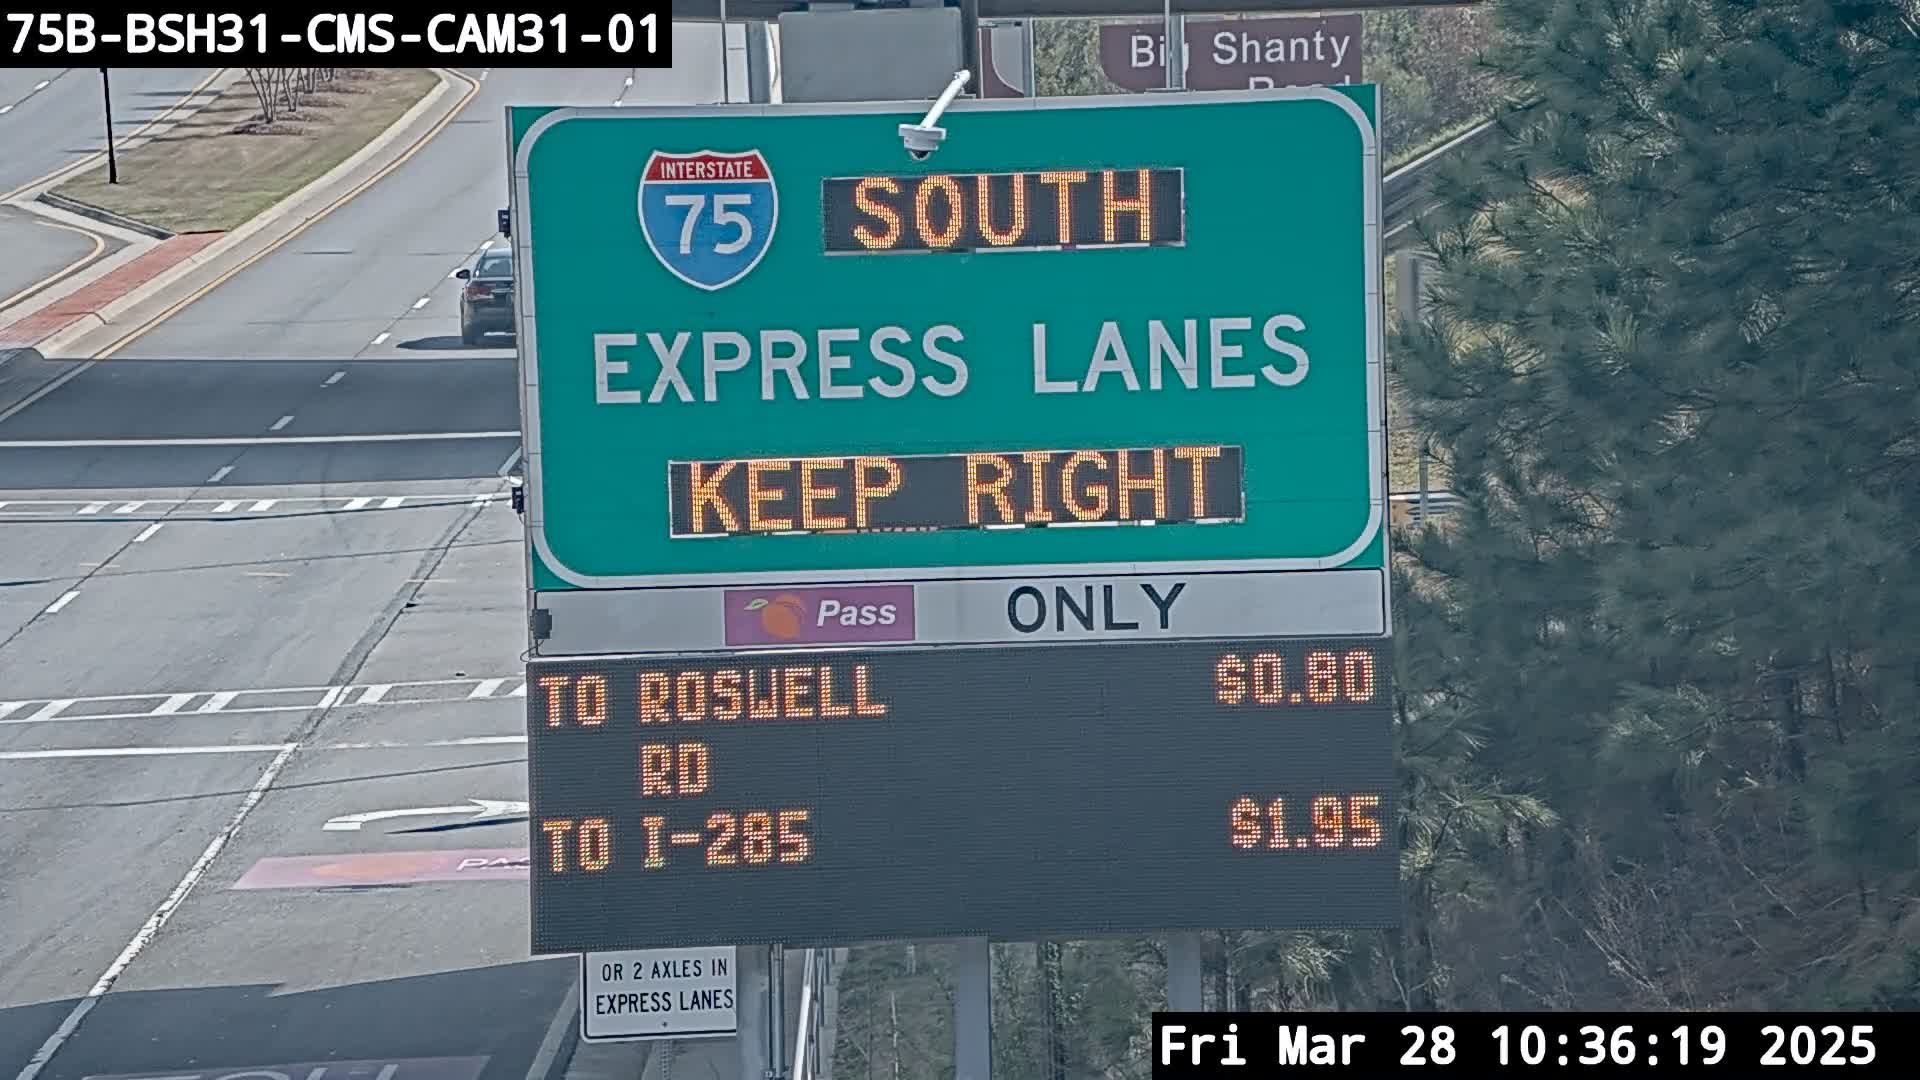 75B-BSH31-CMS-CAM31-01
Big Shanty
Road
INTERSTATE
75
SOUTH
EXPRESS LANES
KEEP RIGHT
Pass ONLY
TO ROSWELL $0.80
RD
TO I-285 $1.95
OR 2 AXLES IN
EXPRESS LANES
Fri Mar 28 10:36:19 2025